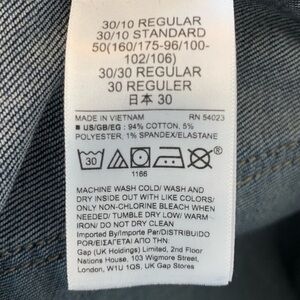 30/10 REGULAR
30/10 STANDARD
50(160/175-96/100-
102/106)
30/30 REGULAR
30 REGULER
日本 30
MADE IN VIETNAM RN 54023
■ US/GB/EG : 94% COTTON, 5%
POLYESTER, 1% SPANDEX/ELASTANE
30
1166
MACHINE WASH COLD/ WASH AND
DRY INSIDE OUT WITH LIKE COLORS/
ONLY NON-CHLORINE BLEACH WHEN
NEEDED/ TUMBLE DRY LOW/ WARM
IRON/ DO NOT DRY CLEAN
Imported By/Importe Par/DISTRIBUIDO
POR/ΕΙΣΑΓΕΤΑΙ ΑΠΟ ΤΗΝ:
Gap (UK Holdings) Limited, 2nd Floor
Nations House, 103 Wigmore Street,
London, W1U 1QS, UK Gap Stores